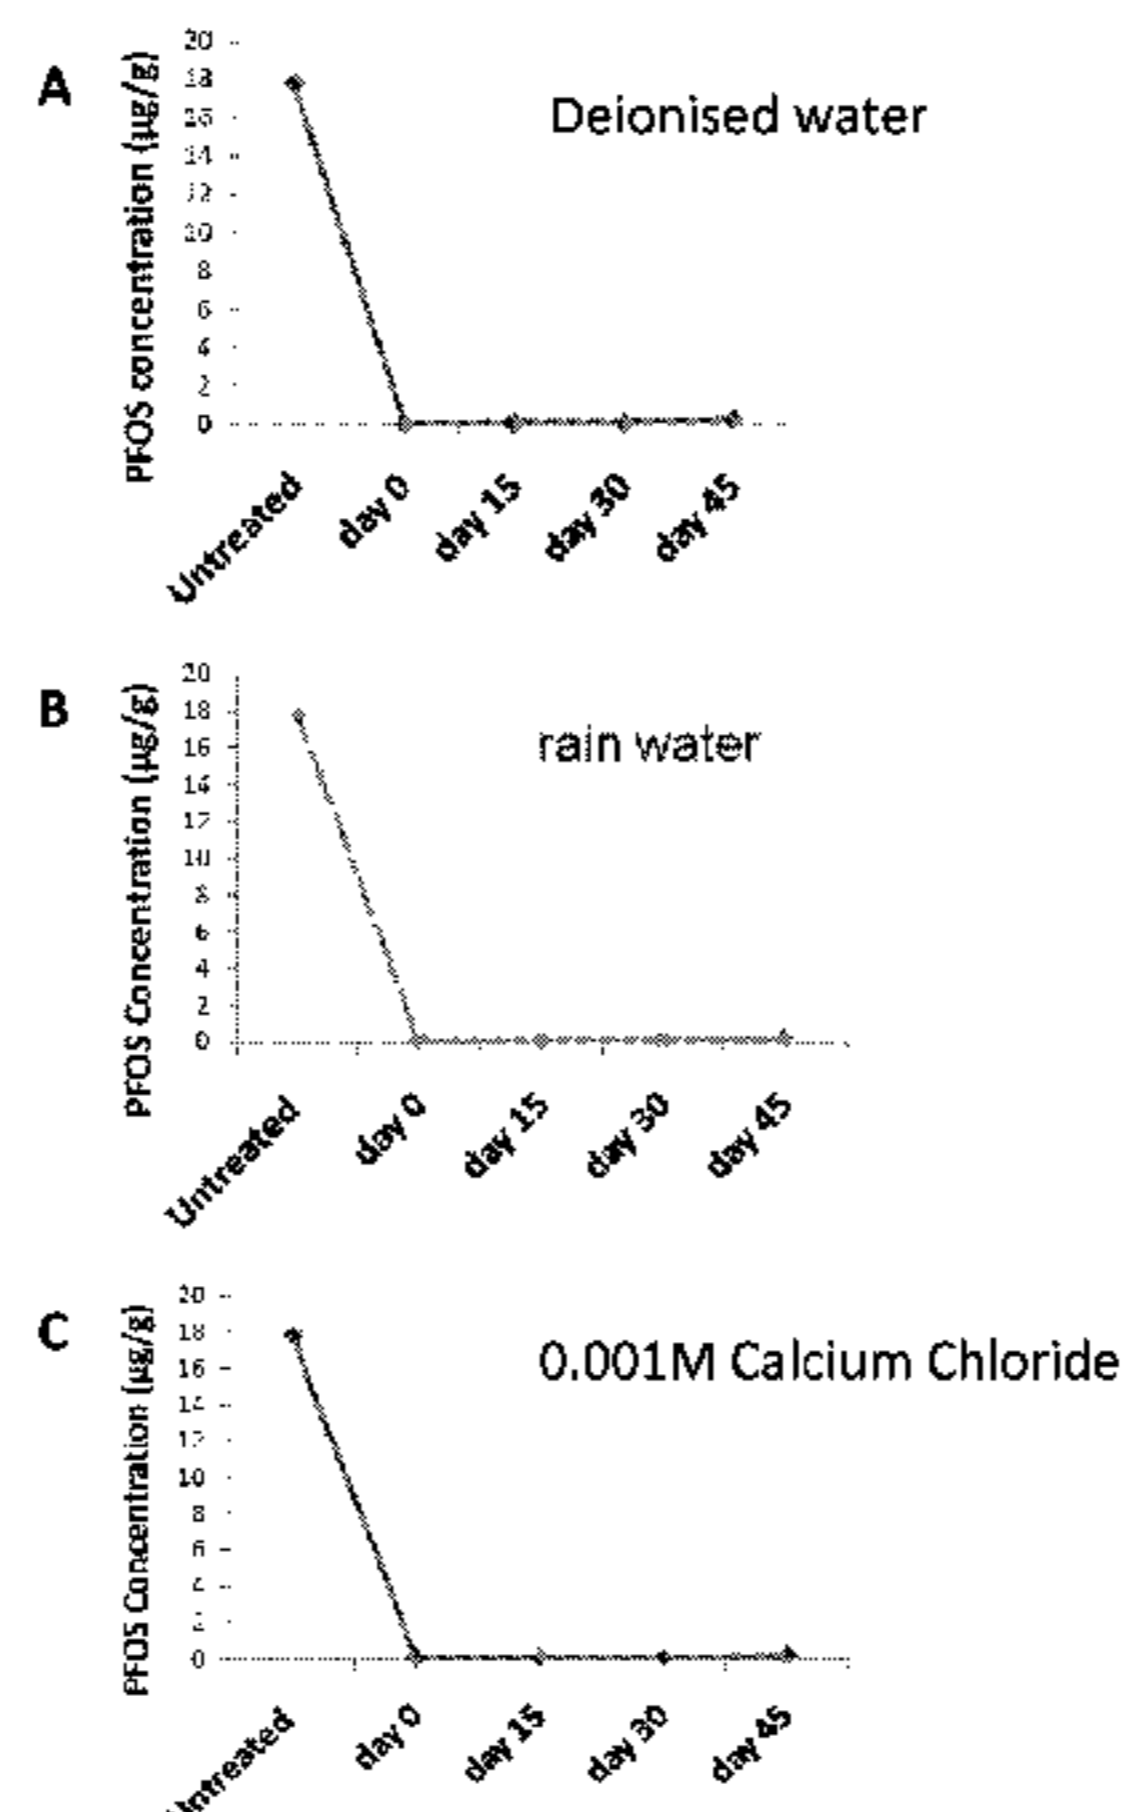 A
PFOS concentration (µg/g)
Deionised water
20
18
16
14
12
10
8
6
4
2
0
Untreated
day 0
day 15
day 30
day 45
B
PFOS Concentration (µg/g)
rain water
20
18
16
14
12
10
8
6
4
2
0
Untreated
day 0
day 15
day 30
day 45
C
PFOS Concentration (µg/g)
0.001M Calcium Chloride
20
18
16
14
12
10
8
6
4
2
0
Untreated
day 0
day 15
day 30
day 45